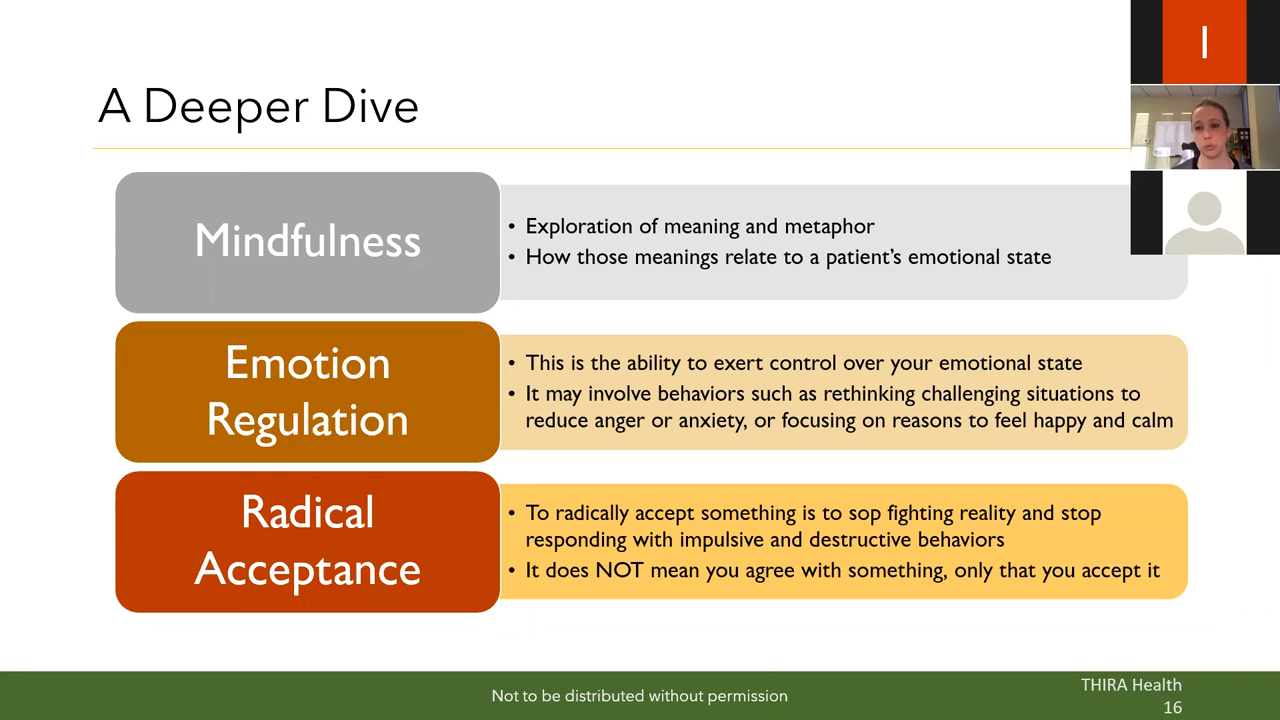 A Deeper Dive
I
Mindfulness
• Exploration of meaning and metaphor
• How those meanings relate to a patient's emotional state
Emotion
Regulation
• This is the ability to exert control over your emotional state
• It may involve behaviors such as rethinking challenging situations to
reduce anger or anxiety, or focusing on reasons to feel happy and calm
Radical
Acceptance
• To radically accept something is to sop fighting reality and stop
responding with impulsive and destructive behaviors
• It does NOT mean you agree with something, only that you accept it
Not to be distributed without permission
THIRA Health
16